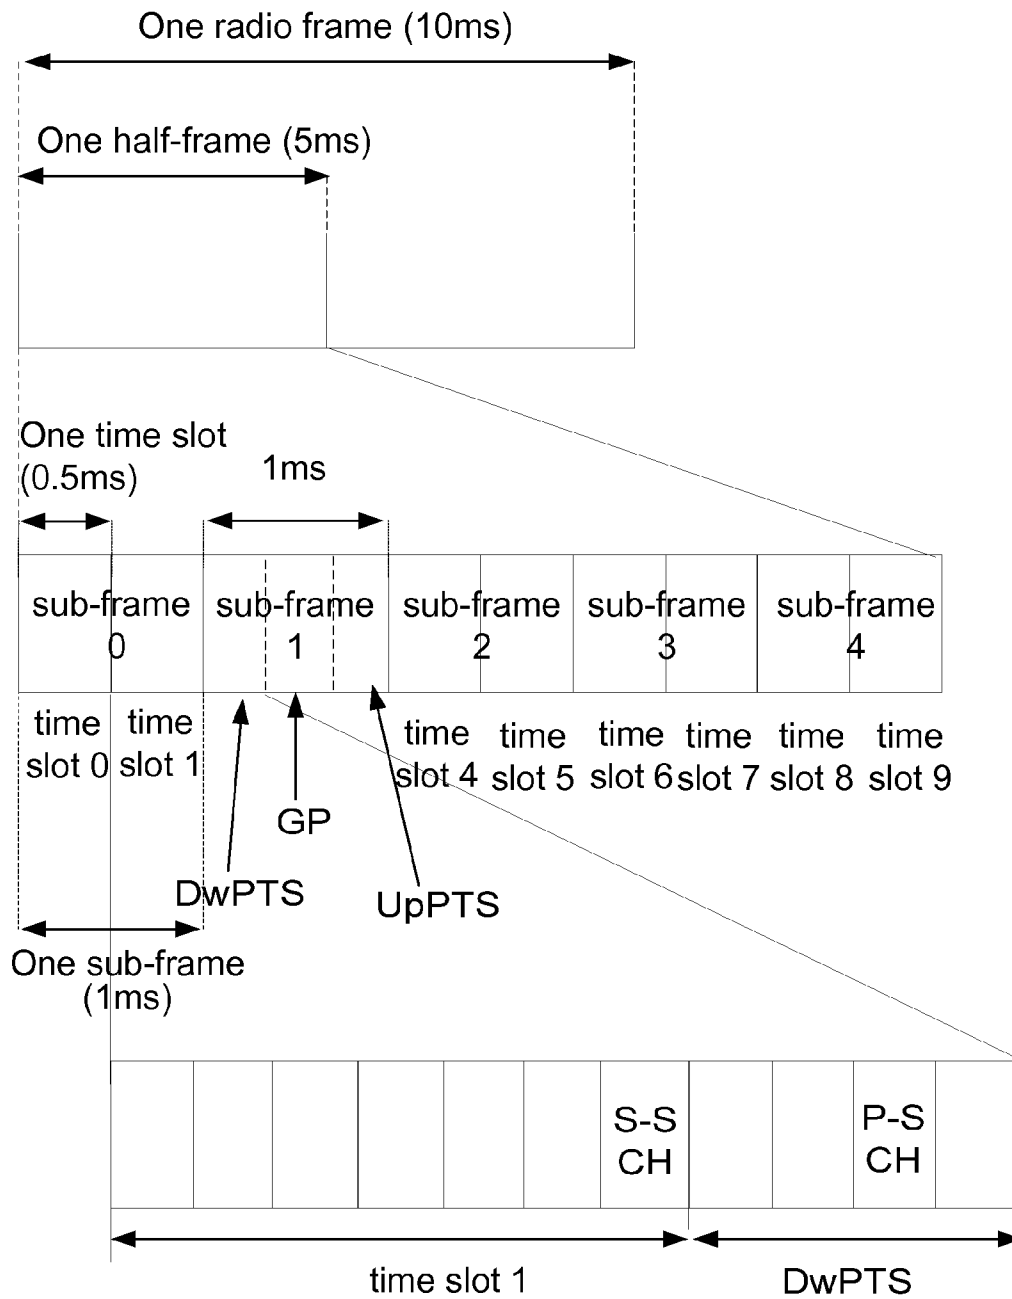 One radio frame (10ms)
One half-frame (5ms)
One time slot
(0.5ms)
1ms
sub-frame
0
sub-frame
1
sub-frame
2
sub-frame
3
sub-frame
4
time
slot 0
time
slot 1
time
slot 4
time
slot 5
time
slot 6
time
slot 7
time
slot 8
time
slot 9
GP
DwPTS
UpPTS
One sub-frame
(1ms)
S-S
CH
P-S
CH
time slot 1
DwPTS